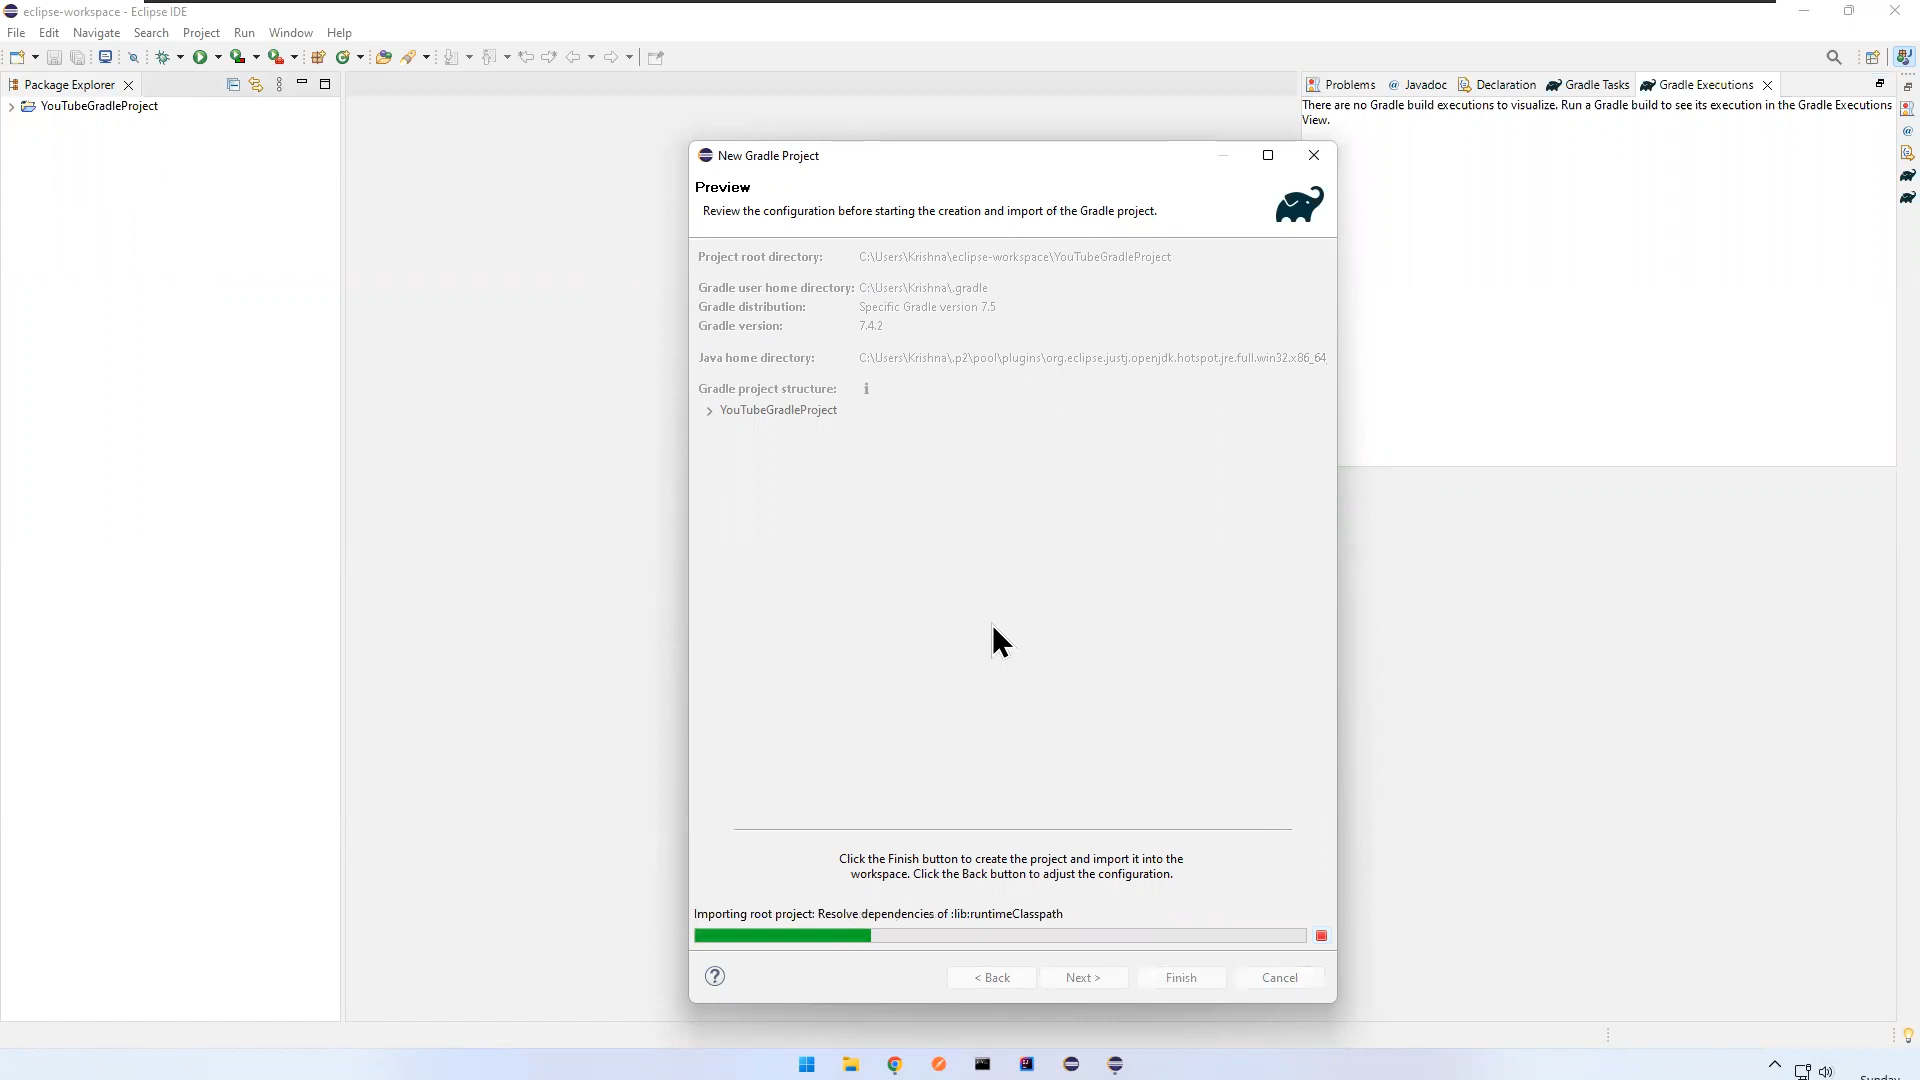 eclipse-workspace - Eclipse IDE
File Edit Navigate Search Project Run Window Help
Package Explorer
YouTubeGradleProject
Problems @ Javadoc Declaration Gradle Tasks Gradle Executions
There are no Gradle build executions to visualize. Run a Gradle build to see its execution in the Gradle Executions
View.
New Gradle Project
Preview
Review the configuration before starting the creation and import of the Gradle project.
Project root directory: C:\Users\Krishna\eclipse-workspace\YouTubeGradleProject
Gradle user home directory: C:\Users\Krishna\.gradle
Gradle distribution: Specific Gradle version 7.5
Gradle version: 7.4.2
Java home directory: C:\Users\Krishna\.p2\pool\plugins\org.eclipse.justj.openjdk.hotspot.jre.full.win32.x86_64
Gradle project structure:
YouTubeGradleProject
Click the Finish button to create the project and import it into the
workspace. Click the Back button to adjust the configuration.
Importing root project: Resolve dependencies of :lib:runtimeClasspath
< Back Next > Finish Cancel